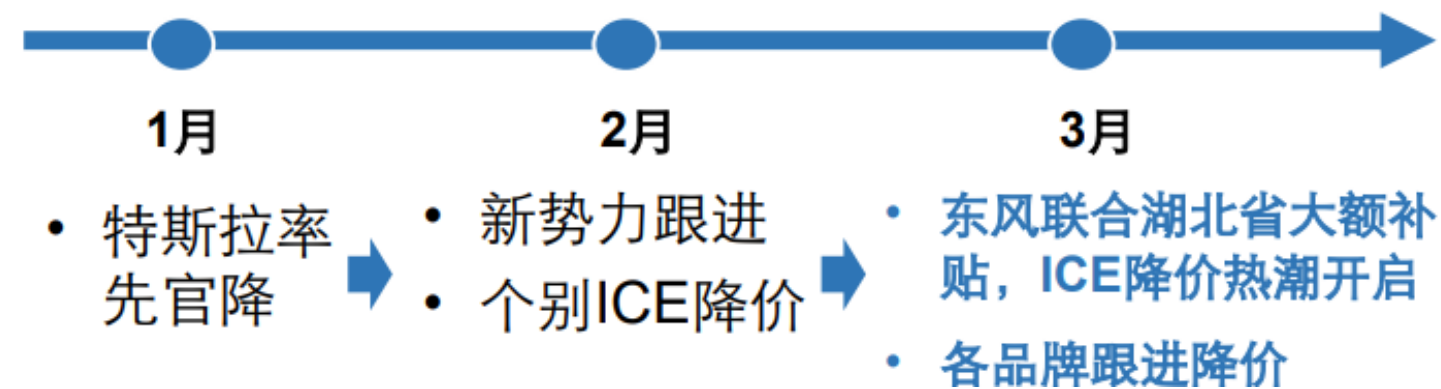 1月
特斯拉率
先官降
2月
新势力跟进
个别ICE降价
3月
东风联合湖北省大额补
贴，ICE降价热潮开启
各品牌跟进降价